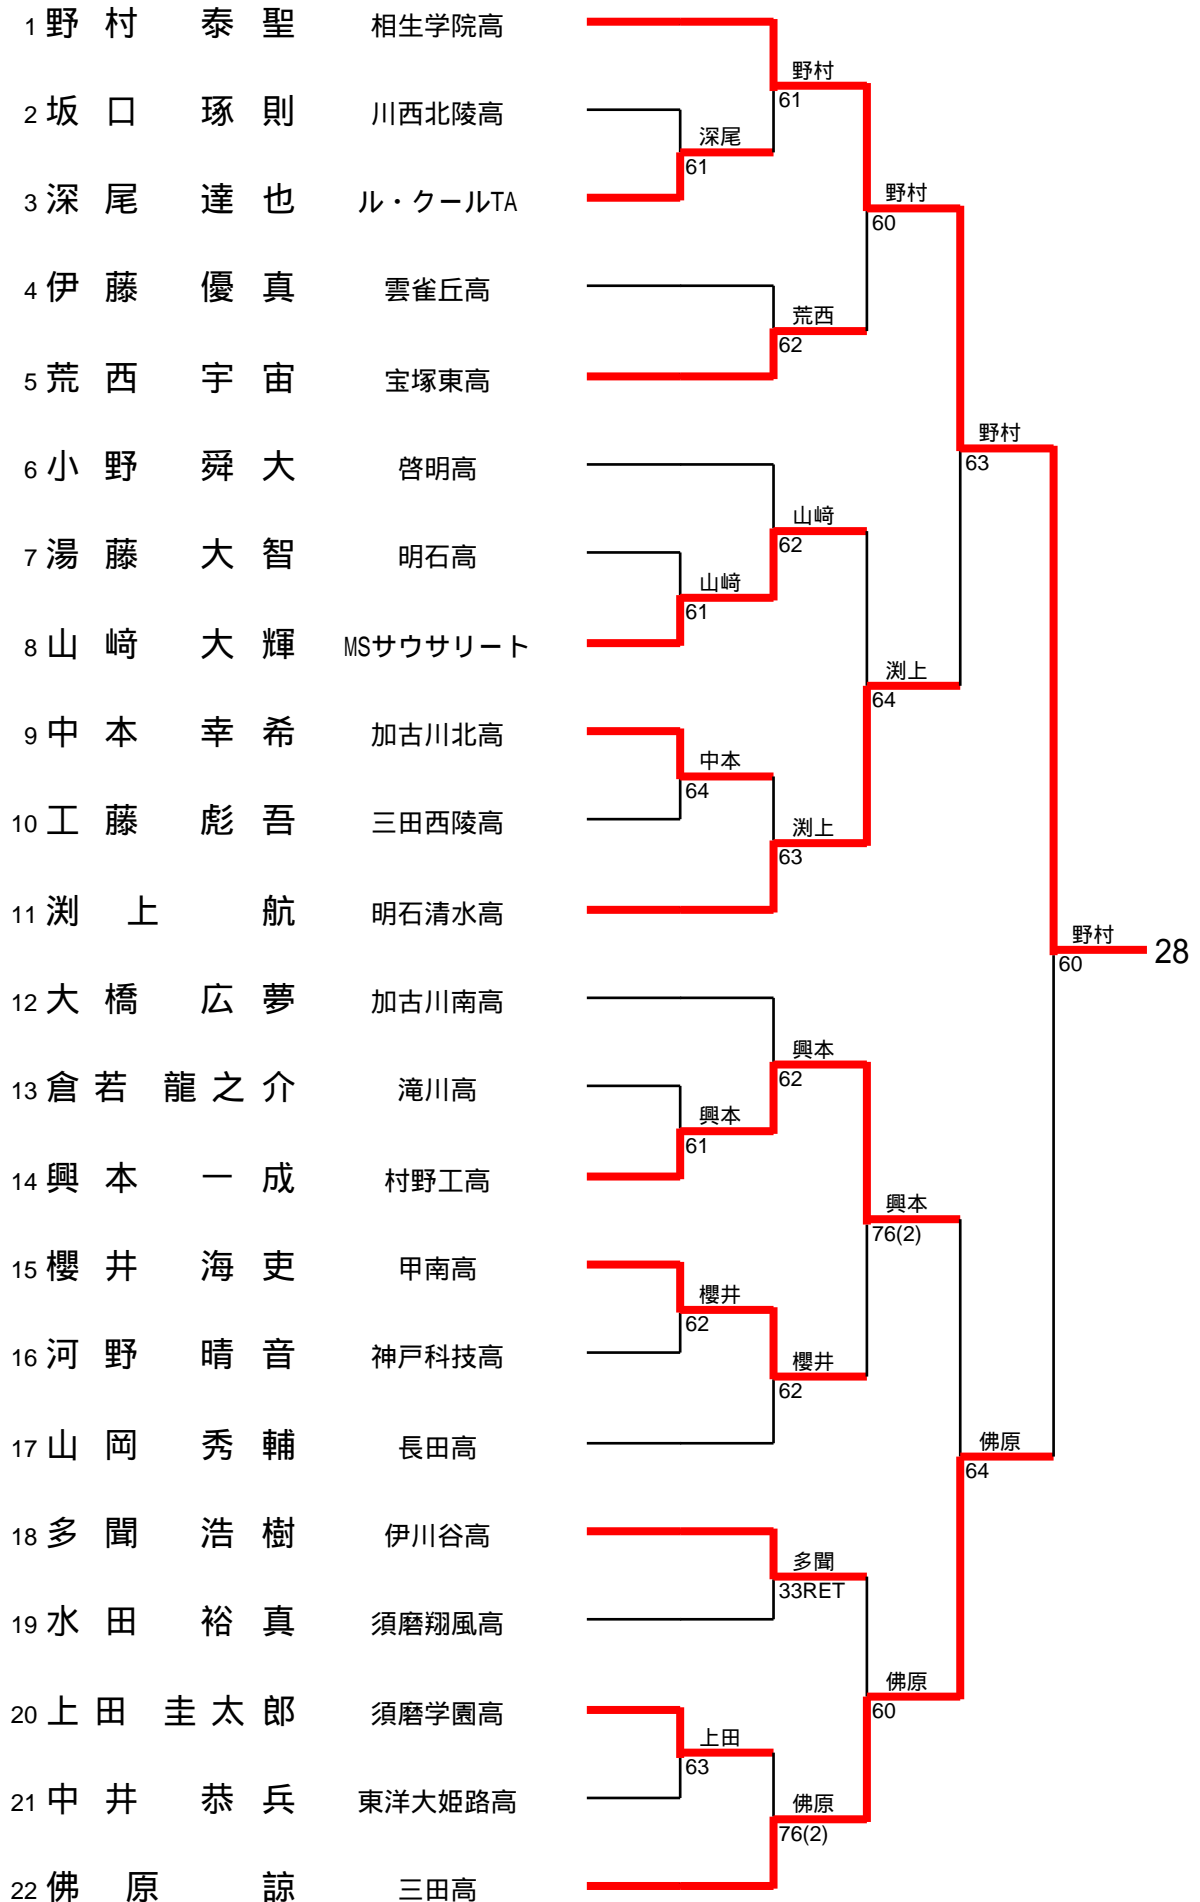 1 野村 泰聖 相生学院高
野村
61
2 坂口 琢則 川西北陵高
深尾
61
3 深尾 達也 ル・クールTA
野村
60
4 伊藤 優真 雲雀丘高
荒西
62
5 荒西 宇宙 宝塚東高
野村
63
6 小野 舜大 啓明高
山﨑
62
7 湯藤 大智 明石高
山﨑
61
8 山﨑 大輝 MSサウサリート
渕上
64
9 中本 幸希 加古川北高
中本
64
10 工藤 彪吾 三田西陵高
渕上
63
11 渕上 航 明石清水高
野村
60
28
12 大橋 広夢 加古川南高
興本
62
13 倉若 龍之介 滝川高
興本
61
14 興本 一成 村野工高
興本
76(2)
15 櫻井 海吏 甲南高
櫻井
62
16 河野 晴音 神戸科技高
櫻井
62
17 山岡 秀輔 長田高
佛原
64
18 多聞 浩樹 伊川谷高
多聞
33RET
19 水田 裕真 須磨翔風高
佛原
60
20 上田 圭太郎 須磨学園高
上田
63
21 中井 恭兵 東洋大姫路高
佛原
76(2)
22 佛原 諒 三田高